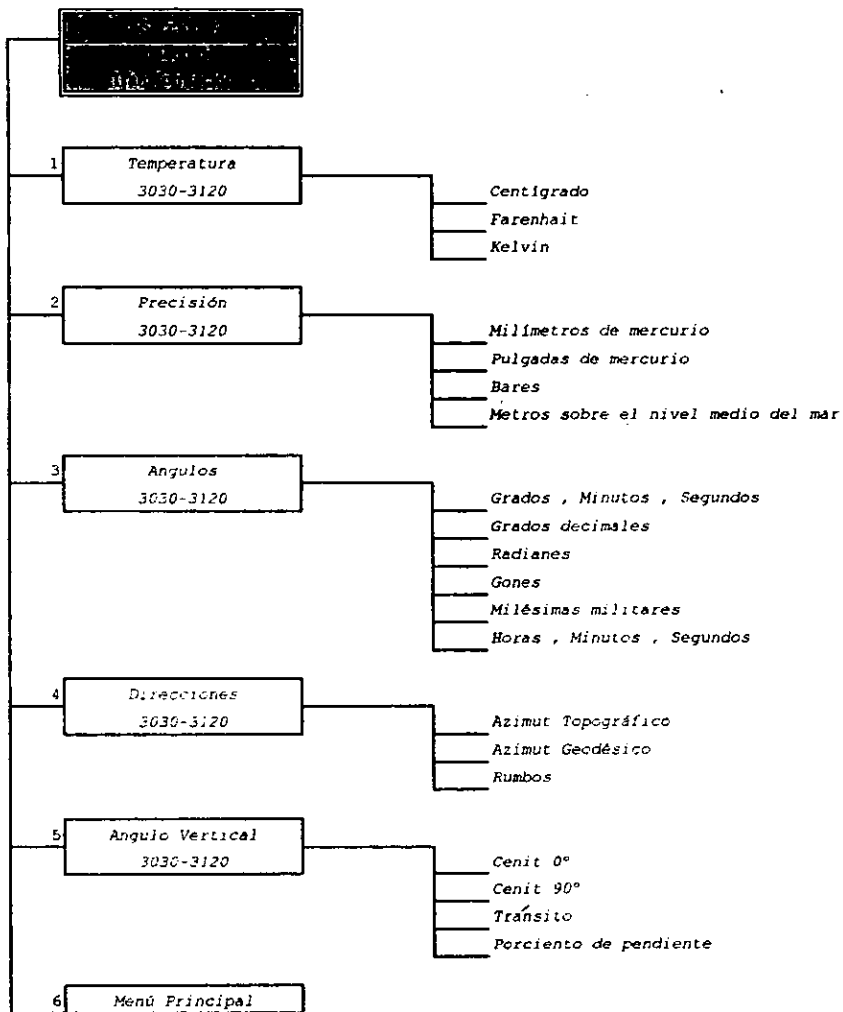 1 Temperatura
3030-3120
Centígrado
Farenhait
Kelvin
2 Precisión
3030-3120
Milímetros de mercurio
Pulgadas de mercurio
Bares
Metros sobre el nivel medio del mar
3 Angulos
3030-3120
Grados , Minutos , Segundos
Grados decimales
Radianes
Gones
Milésimas militares
Horas , Minutos , Segundos
4 Direcciones
3030-3120
Azimut Topográfico
Azimut Geodésico
Rumbos
5 Angulo Vertical
3030-3120
Cenit 0°
Cenit 90°
Tránsito
Porciento de pendiente
6 Menú Principal